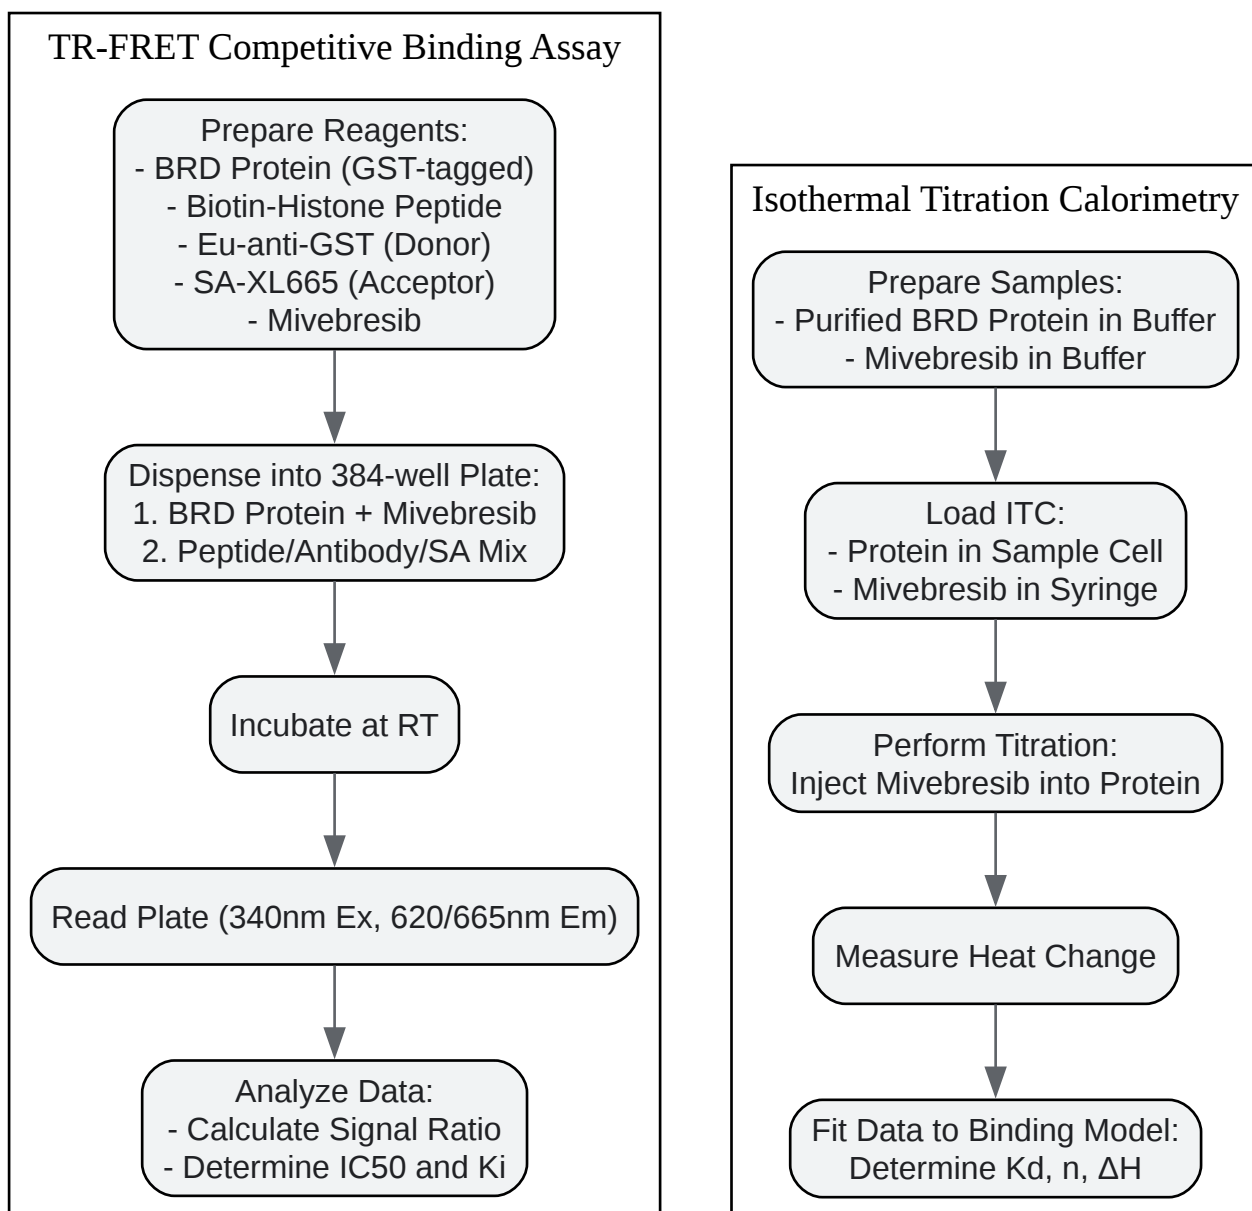 TR-FRET Competitive Binding Assay
Prepare Reagents:
- BRD Protein (GST-tagged)
- Biotin-Histone Peptide
- Eu-anti-GST (Donor)
- SA-XL665 (Acceptor)
- Mivebresib
Dispense into 384-well Plate:
1. BRD Protein + Mivebresib
2. Peptide/Antibody/SA Mix
Incubate at RT
Read Plate (340nm Ex, 620/665nm Em)
Analyze Data:
- Calculate Signal Ratio
- Determine IC50 and Ki
Isothermal Titration Calorimetry
Prepare Samples:
- Purified BRD Protein in Buffer
- Mivebresib in Buffer
Load ITC:
- Protein in Sample Cell
- Mivebresib in Syringe
Perform Titration:
Inject Mivebresib into Protein
Measure Heat Change
Fit Data to Binding Model:
Determine Kd, n, ΔH